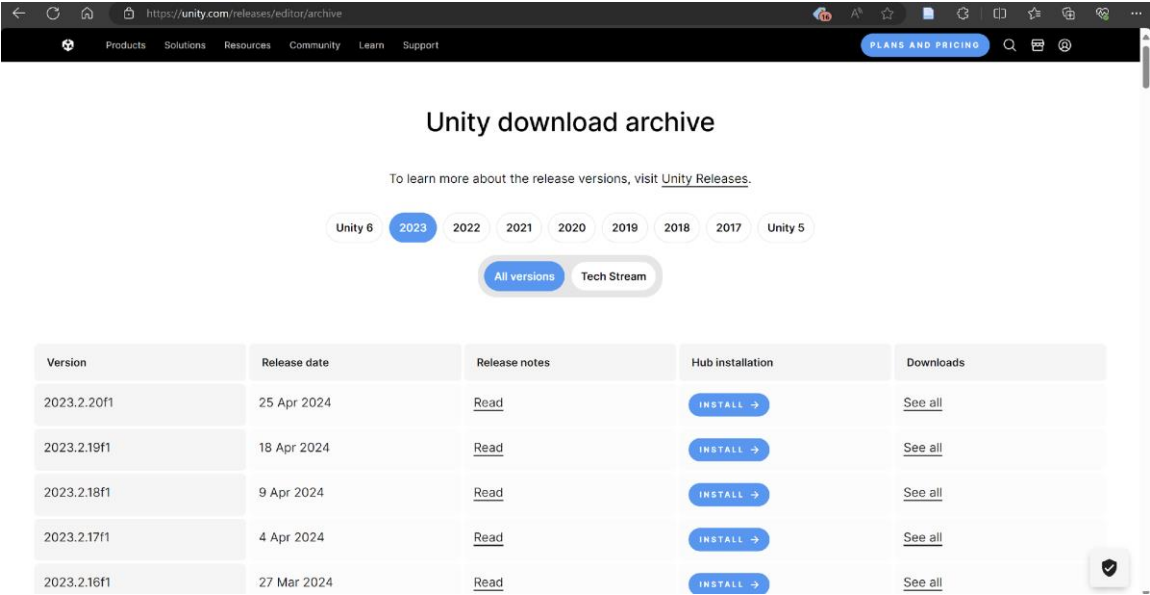 https://unity.com/releases/editor/archive
16
Products Solutions Resources Community Learn Support
PLANS AND PRICING
Unity download archive
To learn more about the release versions, visit Unity Releases.
Unity 6 2023 2022 2021 2020 2019 2018 2017 Unity 5
All versions Tech Stream
Version Release date Release notes Hub installation Downloads
2023.2.20f1 25 Apr 2024 Read INSTALL → See all
2023.2.19f1 18 Apr 2024 Read INSTALL → See all
2023.2.18f1 9 Apr 2024 Read INSTALL → See all
2023.2.17f1 4 Apr 2024 Read INSTALL → See all
2023.2.16f1 27 Mar 2024 Read INSTALL → See all